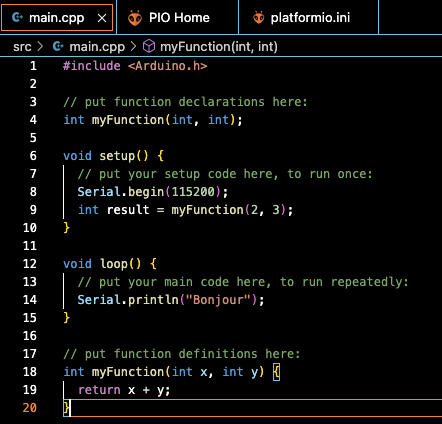 main.cpp × PIO Home platformio.ini
src > main.cpp > myFunction(int, int)
1 #include <Arduino.h>
2
3 // put function declarations here:
4 int myFunction(int, int);
5
6 void setup() {
7   // put your setup code here, to run once:
8   Serial.begin(115200);
9   int result = myFunction(2, 3);
10 }
11
12 void loop() {
13   // put your main code here, to run repeatedly:
14   Serial.println("Bonjour");
15 }
16
17 // put function definitions here:
18 int myFunction(int x, int y) {
19   return x + y;
20 }